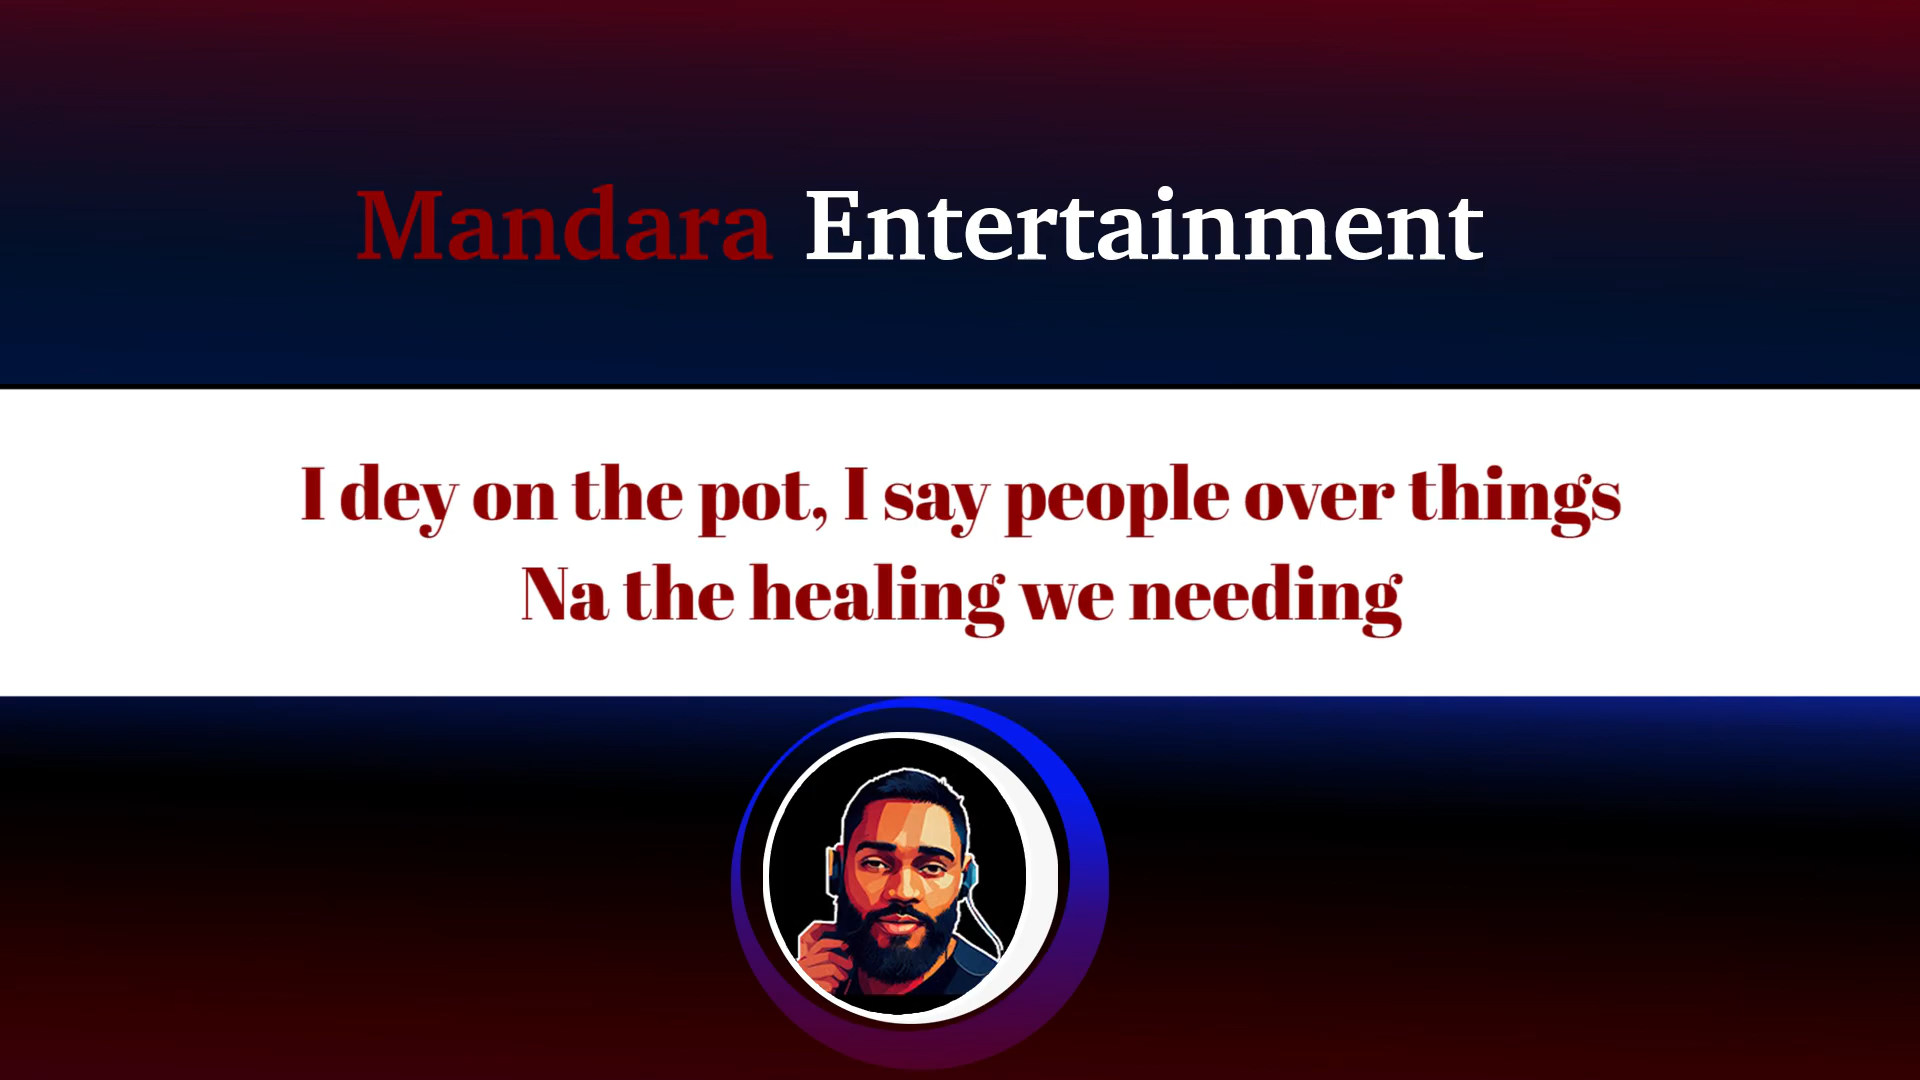 Mandara Entertainment
I dey on the pot, I say people over things
Na the healing we needing